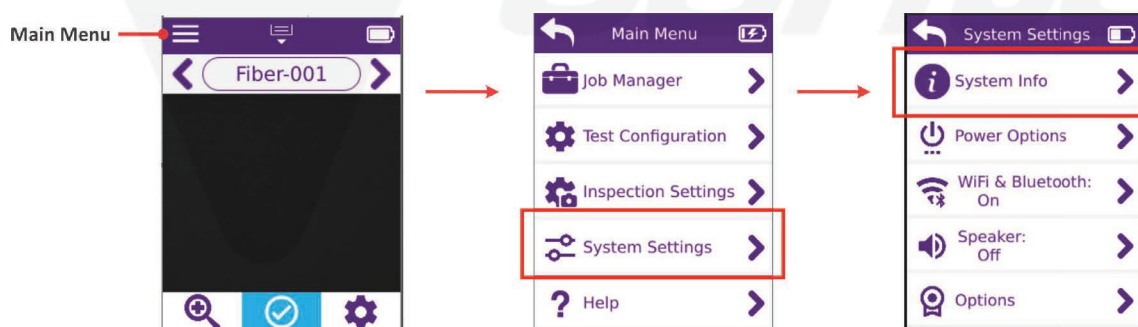 Main Menu
Fiber-001
Main Menu
Job Manager
Test Configuration
Inspection Settings
System Settings
? Help
System Settings
i System Info
Power Options
WiFi & Bluetooth:
On
Speaker:
Off
Options